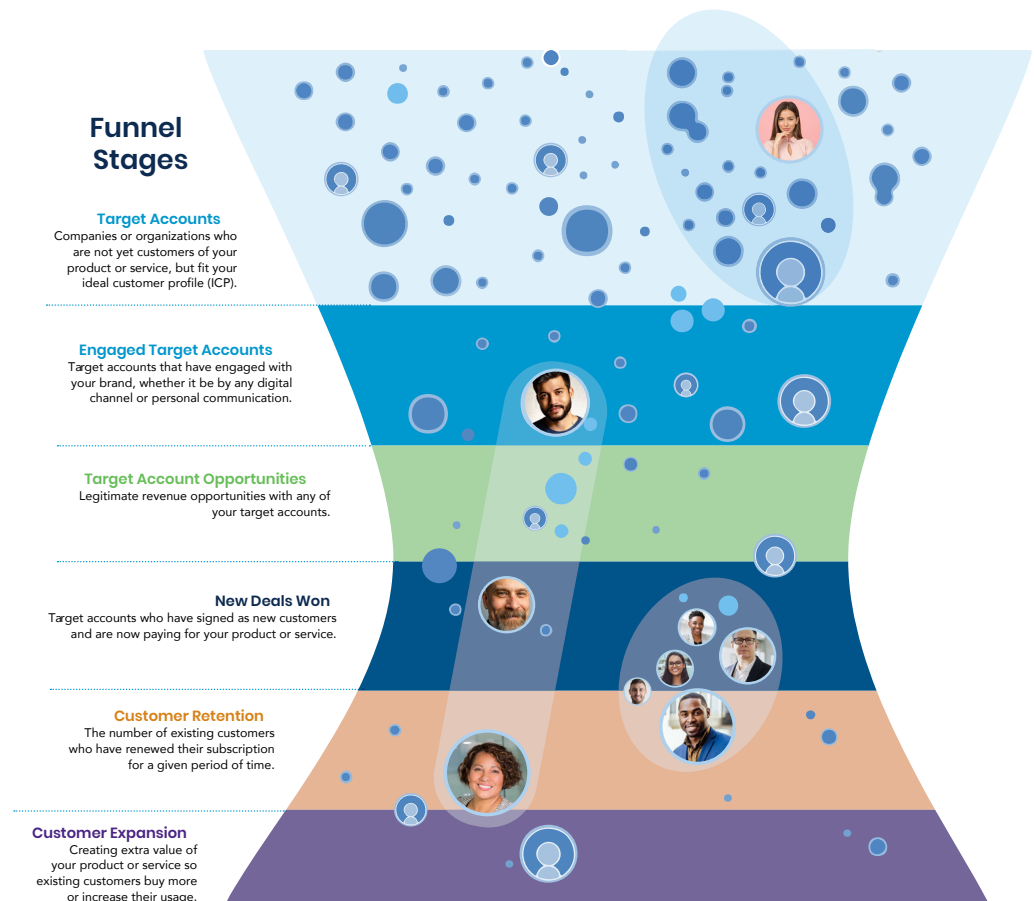 Funnel
Stages
Target Accounts
Companies or organizations who
are not yet customers of your
product or service, but fit your
ideal customer profile (ICP).
Engaged Target Accounts
Target accounts that have engaged with
your brand, whether it be by any digital
channel or personal communication.
Target Account Opportunities
Legitimate revenue opportunities with any of
your target accounts.
New Deals Won
Target accounts who have signed as new customers
and are now paying for your product or service.
Customer Retention
The number of existing customers
who have renewed their subscription
for a given period of time.
Customer Expansion
Creating extra value of
your product or service so
existing customers buy more
or increase their usage.